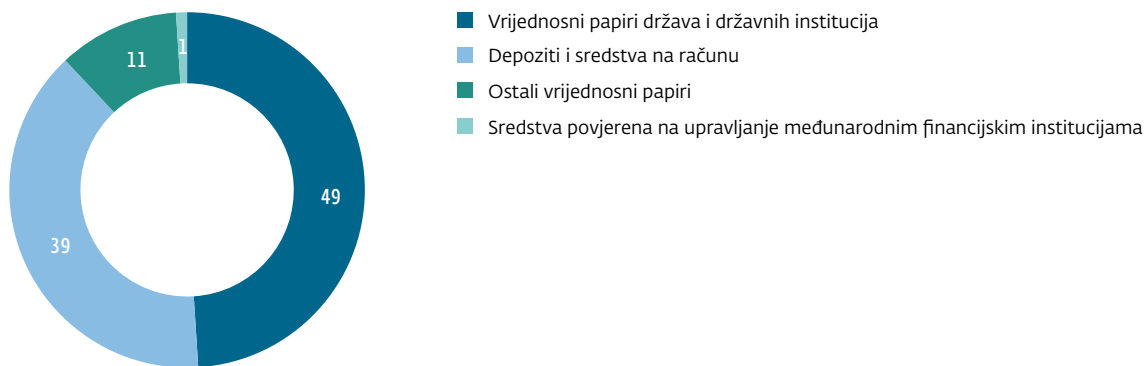 1
11
39
49
Vrijednosni papiri država i državnih institucija
Depoziti i sredstva na računu
Ostali vrijednosni papiri
Sredstva povjerena na upravljanje međunarodnim financijskim institucijama